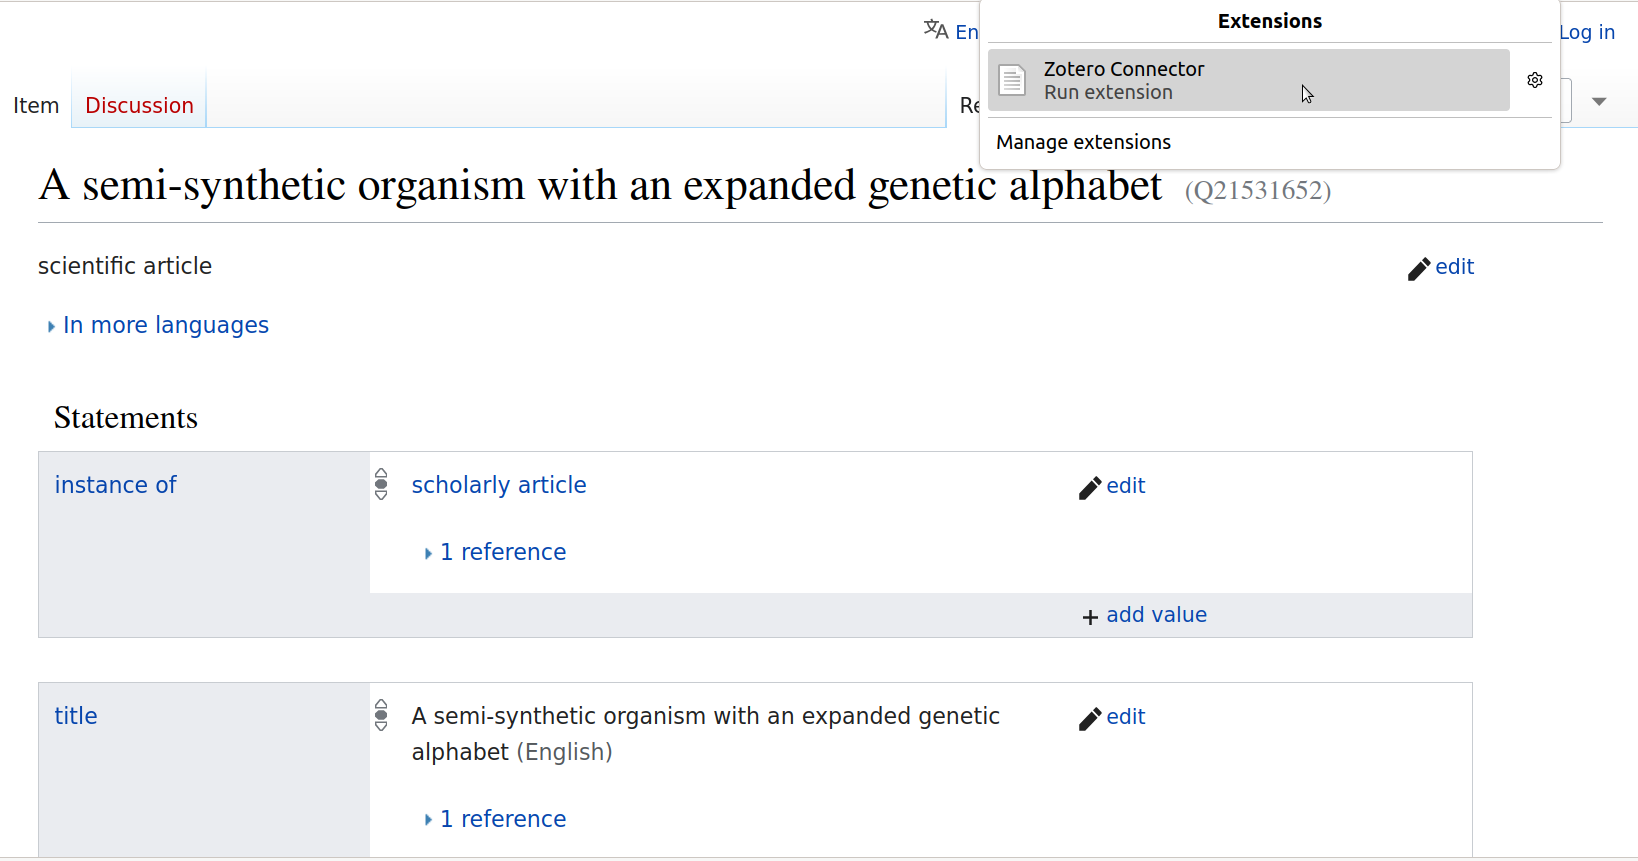 Extensions
En
Log in
Zotero Connector
Run extension
Item
Discussion
Re
Manage extensions
A semi-synthetic organism with an expanded genetic alphabet (Q21531652)
scientific article
edit
In more languages
Statements
instance of
scholarly article
edit
1 reference
+ add value
title
A semi-synthetic organism with an expanded genetic
alphabet (English)
edit
1 reference